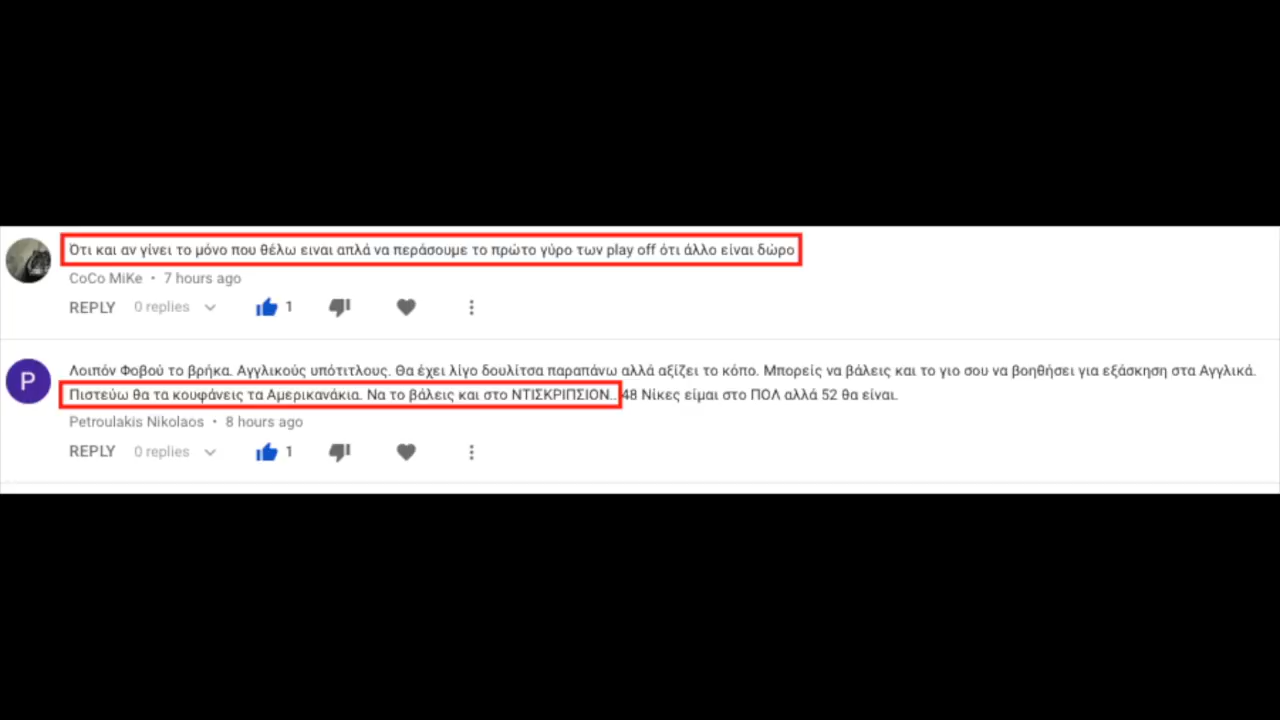 Ότι και αν γίνει το μόνο που θέλω ειναι απλά να περάσουμε το πρώτο γύρο των play off ότι άλλο είναι δώρο
CoCo MiKe • 7 hours ago
REPLY 0 replies 1
P
Λοιπόν Φοβού το βρήκα. Αγγλικούς υπότιτλους. Θα έχει λίγο δουλίτσα παραπάνω αλλά αξίζει το κόπο. Μπορείς να βάλεις και το γιο σου να βοηθήσει για εξάσκηση στα Αγγλικά.
Πιστεύω θα τα κουφάνεις τα Αμερικανάκια. Να το βάλεις και στο ΝΤΙΣΚΡΙΠΣΙΟΝ.. 48 Νίκες είμαι στο ΠΟΛ αλλά 52 θα είναι.
Petroulakis Nikolaos • 8 hours ago
REPLY 0 replies 1